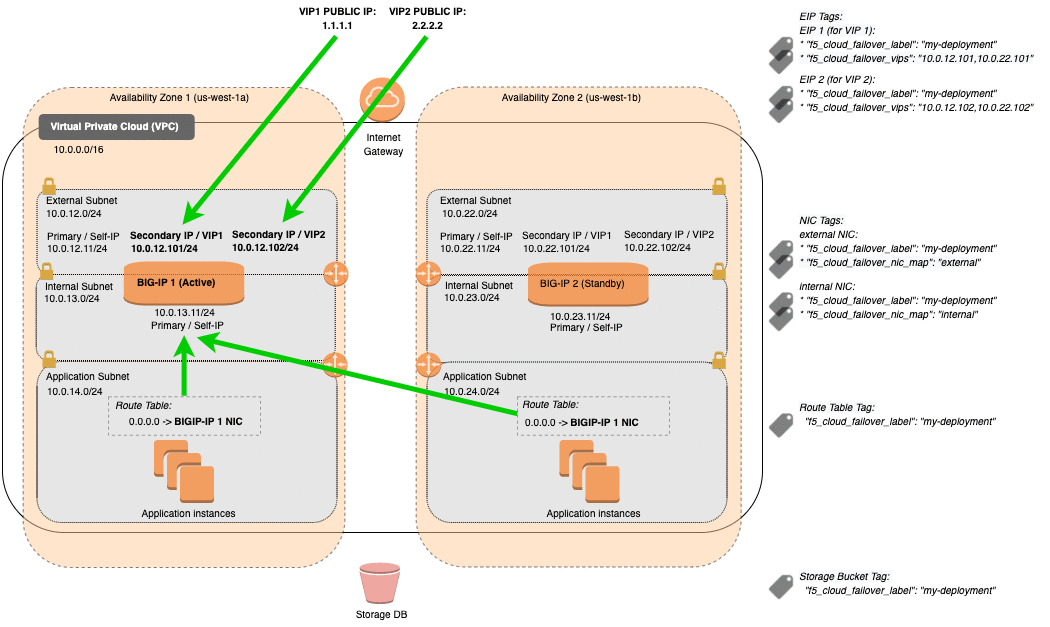 VIP1 PUBLIC IP:
1.1.1.1
VIP2 PUBLIC IP:
2.2.2.2
Availability Zone 1 (us-west-1a)
Internet
Gateway
Availability Zone 2 (us-west-1b)
Virtual Private Cloud (VPC)
10.0.0.0/16
External Subnet
10.0.12.0/24
Primary / Self-IP
10.0.12.11/24
Secondary IP / VIP1
10.0.12.101/24
Secondary IP / VIP2
10.0.12.102/24
BIG-IP 1 (Active)
Internal Subnet
10.0.13.0/24
10.0.13.11/24
Primary / Self-IP
Application Subnet
10.0.14.0/24
Route Table:
0.0.0.0 -> BIGIP-IP 1 NIC
Application instances
External Subnet
10.0.22.0/24
Primary / Self-IP
10.0.22.11/24
Secondary IP / VIP1
10.0.22.101/24
Secondary IP / VIP2
10.0.22.102/24
BIG-IP 2 (Standby)
Internal Subnet
10.0.23.0/24
10.0.23.11/24
Primary / Self-IP
Application Subnet
10.0.24.0/24
Route Table:
0.0.0.0 -> BIGIP-IP 1 NIC
Application instances
Storage DB
EIP Tags:
EIP 1 (for VIP 1):
* "f5_cloud_failover_label": "my-deployment"
* "f5_cloud_failover_vips": "10.0.12.101,10.0.22.101"
EIP 2 (for VIP 2):
* "f5_cloud_failover_label": "my-deployment"
* "f5_cloud_failover_vips": "10.0.12.102,10.0.22.102"
NIC Tags:
external NIC:
* "f5_cloud_failover_label": "my-deployment"
* "f5_cloud_failover_nic_map": "external"
internal NIC:
* "f5_cloud_failover_label": "my-deployment"
* "f5_cloud_failover_nic_map": "internal"
Route Table Tag:
"f5_cloud_failover_label": "my-deployment"
Storage Bucket Tag:
"f5_cloud_failover_label": "my-deployment"